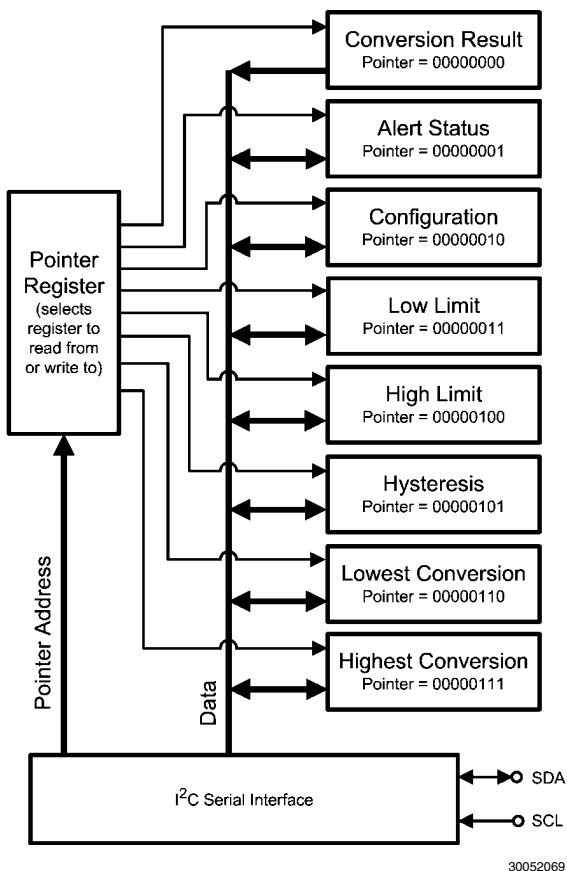 Conversion Result
Pointer = 00000000
Alert Status
Pointer = 00000001
Configuration
Pointer = 00000010
Low Limit
Pointer = 00000011
High Limit
Pointer = 00000100
Hysteresis
Pointer = 00000101
Lowest Conversion
Pointer = 00000110
Highest Conversion
Pointer = 00000111
Pointer
Register
(selects
register to
read from
or write to)
Pointer Address
Data
I²C Serial Interface
SDA
SCL
30052069